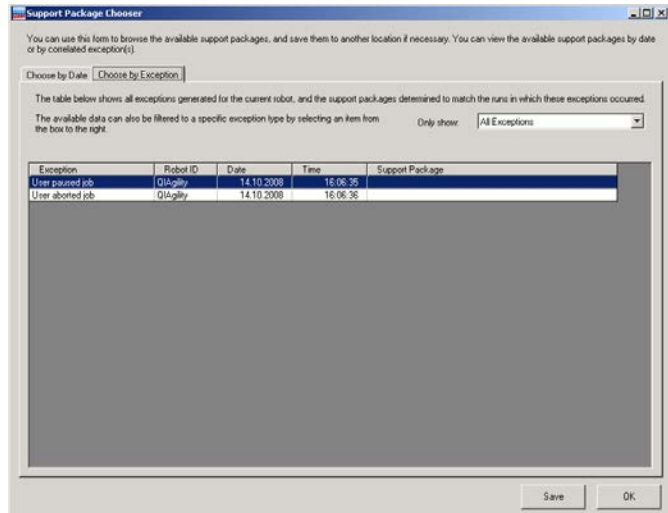 Support Package Chooser
You can use this form to browse the available support packages, and save them to another location if necessary. You can view the available support packages by date
or by correlated exception(s).
Choose by Date Choose by Exception
The table below shows all exceptions generated for the current robot, and the support packages determined to match the runs in which these exceptions occurred.
The available data can also be filtered to a specific exception type by selecting an item from
the box to the right.
Only show: All Exceptions
Exception Robot ID Date Time Support Package
User paused job QIAgility 14.10.2008 16:06:35
User aborted job QIAgility 14.10.2008 16:06:36
Save OK